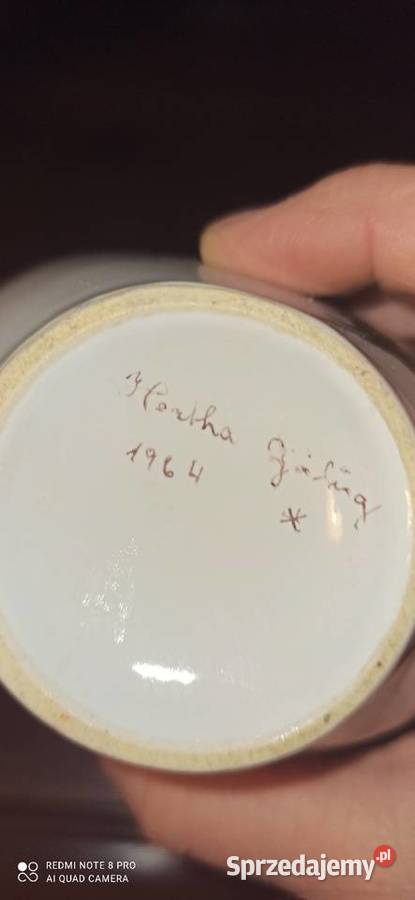 Hertha
1964
*
REDMI NOTE 8 PRO
AI QUAD CAMERA
Sprzedajemy.pl